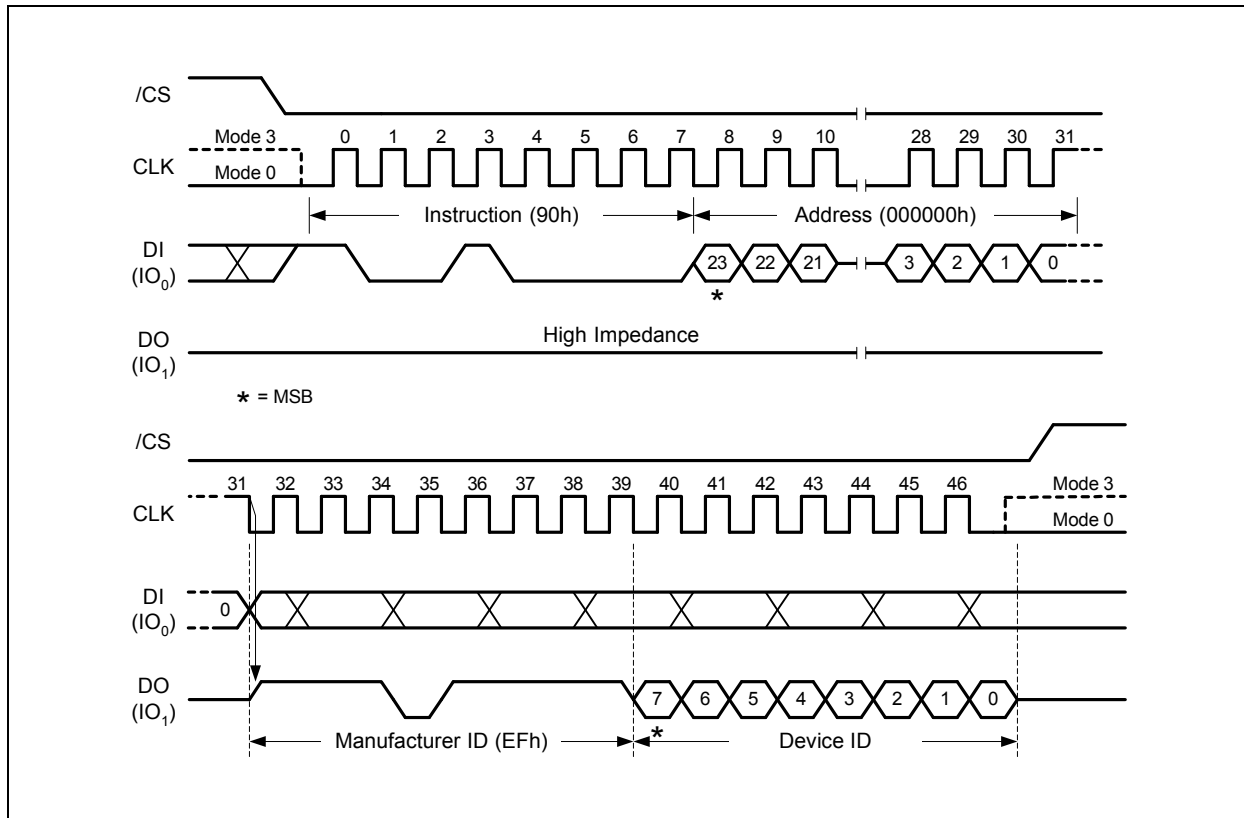 /CS
Mode 3 0 1 2 3 4 5 6 7 8 9 10 28 29 30 31
CLK
Mode 0
Instruction (90h) Address (000000h)
DI
(IO₀)
23 22 21 3 2 1 0
*
High Impedance
DO
(IO₁)
* = MSB
/CS
31 32 33 34 35 36 37 38 39 40 41 42 43 44 45 46 Mode 3
CLK
Mode 0
DI
(IO₀)
0
DO
(IO₁)
7 6 5 4 3 2 1 0
*
Manufacturer ID (EFh) Device ID